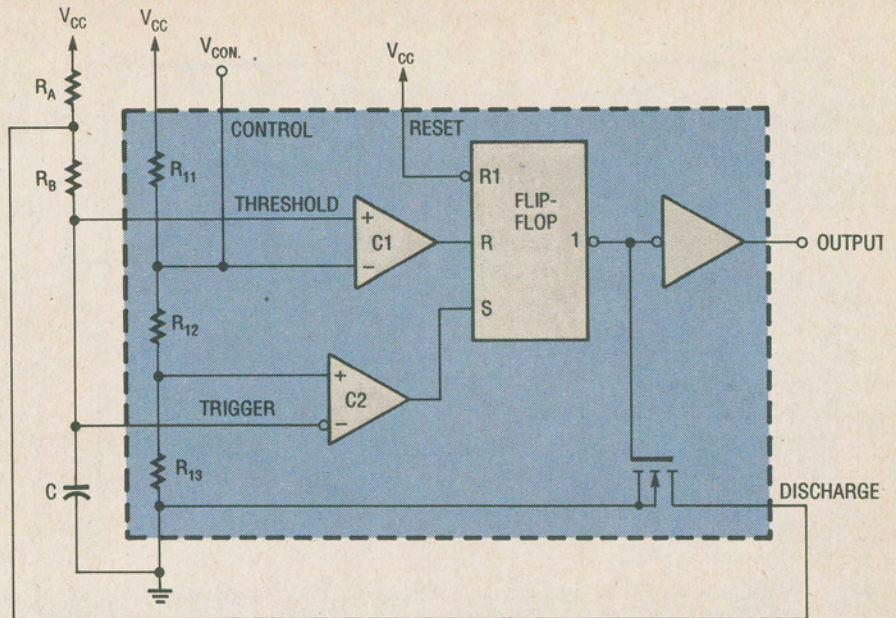 VCC
VCC
VCON.
VCC
RA
CONTROL
RESET
RB
R11
R1
FLIP-
FLOP
THRESHOLD
+
C1
−
R
1
OUTPUT
S
R12
+
C2
−
TRIGGER
R13
C
DISCHARGE